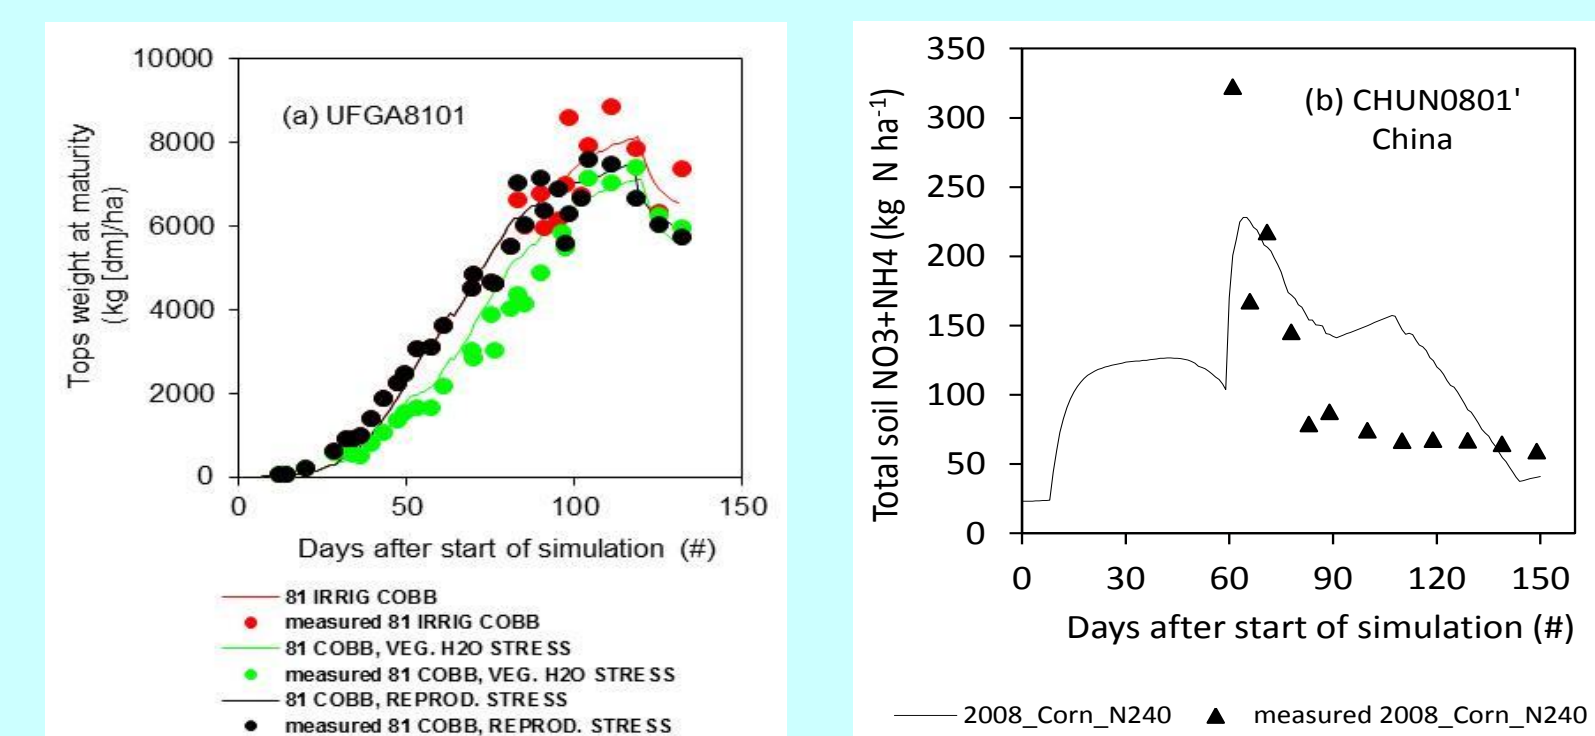 10000
8000
6000
4000
2000
0
Tops weight at maturity
(kg [dm]/ha)
(a) UFGA8101
0 50 100 150
Days after start of simulation (#)
81 IRRIG COBB
measured 81 IRRIG COBB
81 COBB, VEG. H2O STRESS
measured 81 COBB, VEG. H2O STRESS
81 COBB, REPROD. STRESS
measured 81 COBB, REPROD. STRESS
350
300
250
200
150
100
50
0
Total soil NO3+NH4 (kg N ha-1)
(b) CHUN0801'
China
0 30 60 90 120 150
Days after start of simulation (#)
2008_Corn_N240 measured 2008_Corn_N240